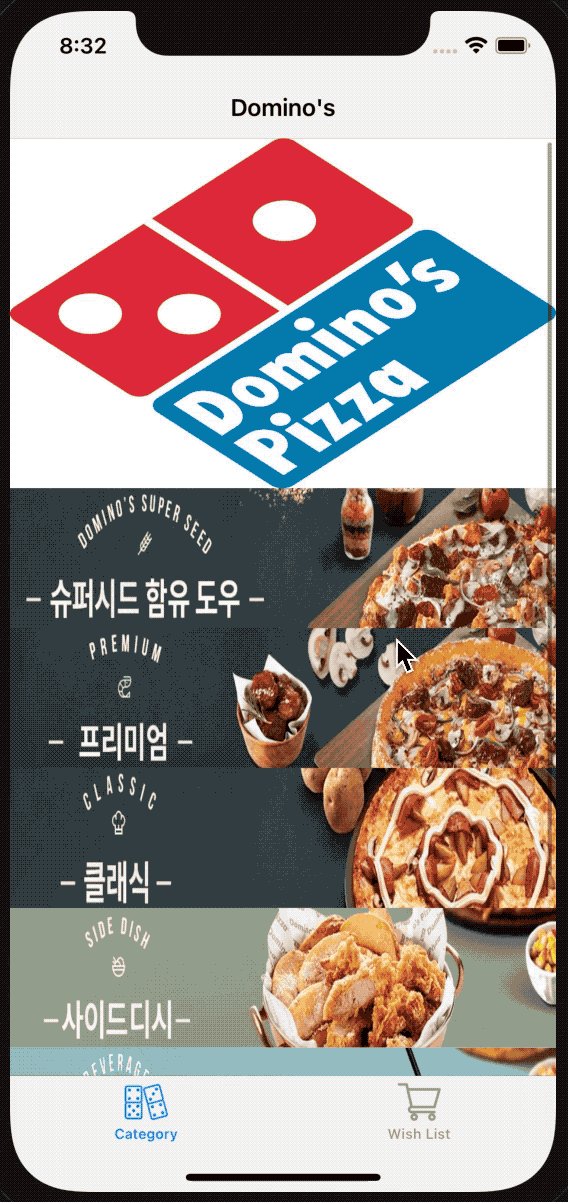 8:32
Domino's
Domino's
Pizza
DOMINO'S SUPER SEED
슈퍼시드 함유 도우
PREMIUM
프리미엄
CLASSIC
클래식
SIDE DISH
사이드디시
BEVERAGE
Category
Wish List